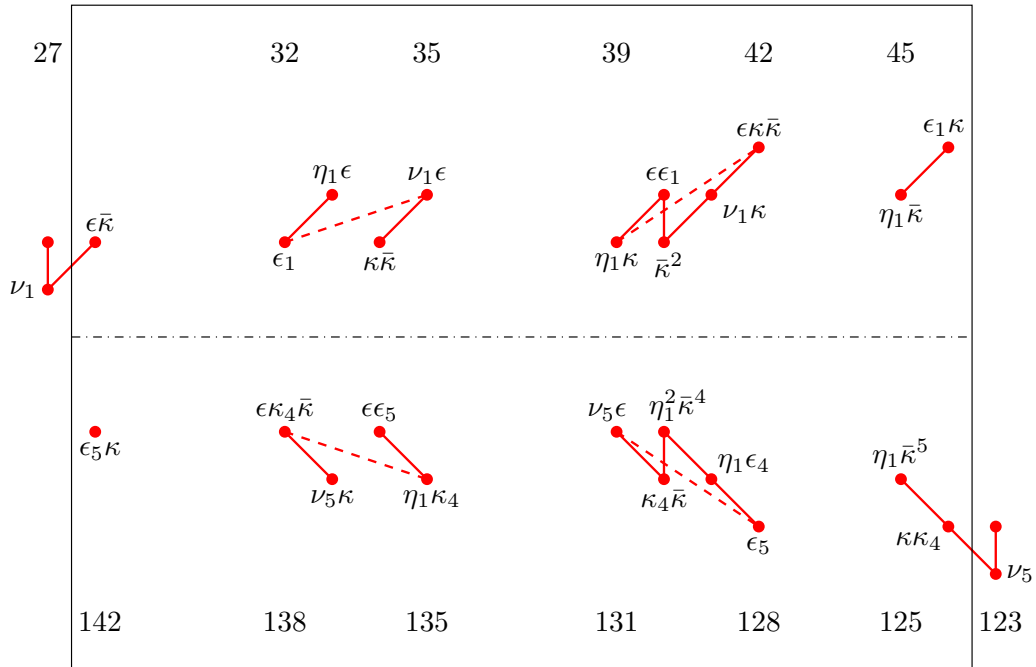 27 32 35 39 42 45
ϵκκ̄ ϵ₁κ
η₁ϵ ν₁ϵ ϵϵ₁
ϵκ̄ ν₁κ η₁κ̄
ϵ₁ κκ̄ η₁κ κ̄²
ν₁
ϵκ₄κ̄ ϵϵ₅ ν₅ϵ η₁²κ̄⁴
ϵ₅κ η₁ϵ₄ η₁κ̄⁵
ν₅κ η₁κ₄ κ₄κ̄
ϵ₅ κκ₄
ν₅
142 138 135 131 128 125 123